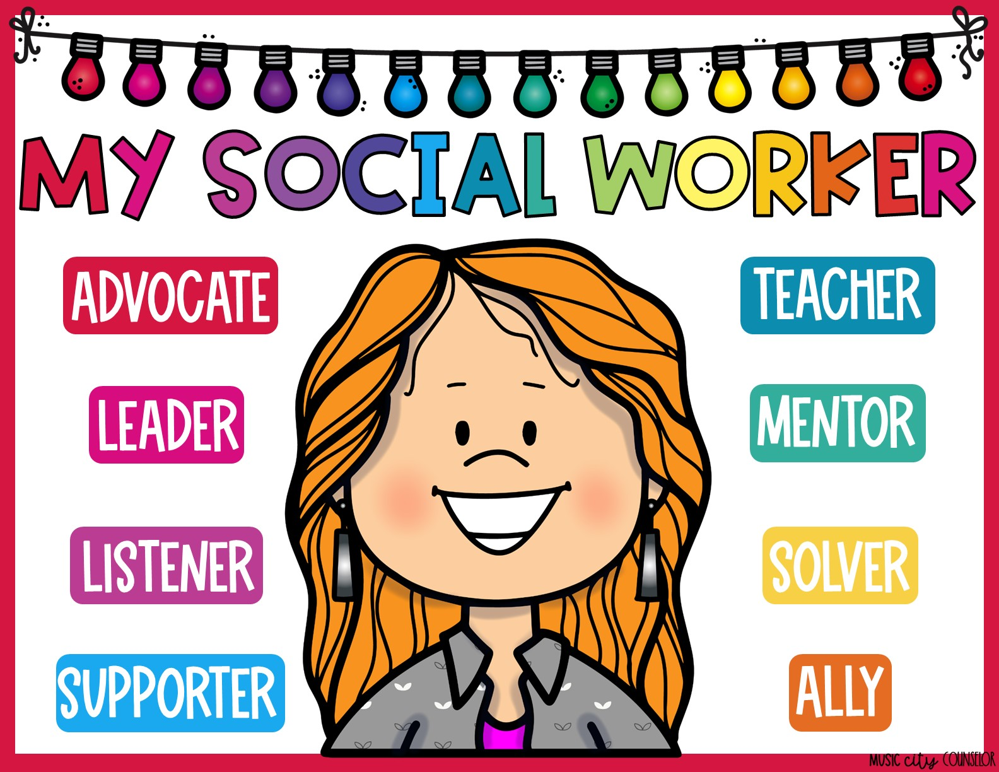 MY SOCIAL WORKER
ADVOCATE
TEACHER
LEADER
MENTOR
LISTENER
SOLVER
SUPPORTER
ALLY
MUSIC city COUNSELOR